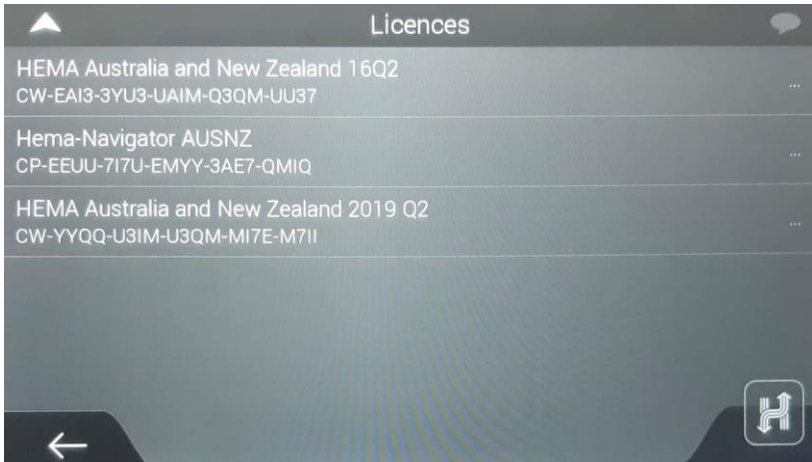 Licences
HEMA Australia and New Zealand 16Q2
CW-EAI3-3YU3-UAIM-Q3QM-UU37
...
Hema-Navigator AUSNZ
CP-EEUU-7I7U-EMYY-3AE7-QMIQ
...
HEMA Australia and New Zealand 2019 Q2
CW-YYQQ-U3IM-U3QM-MI7E-M7II
...
H